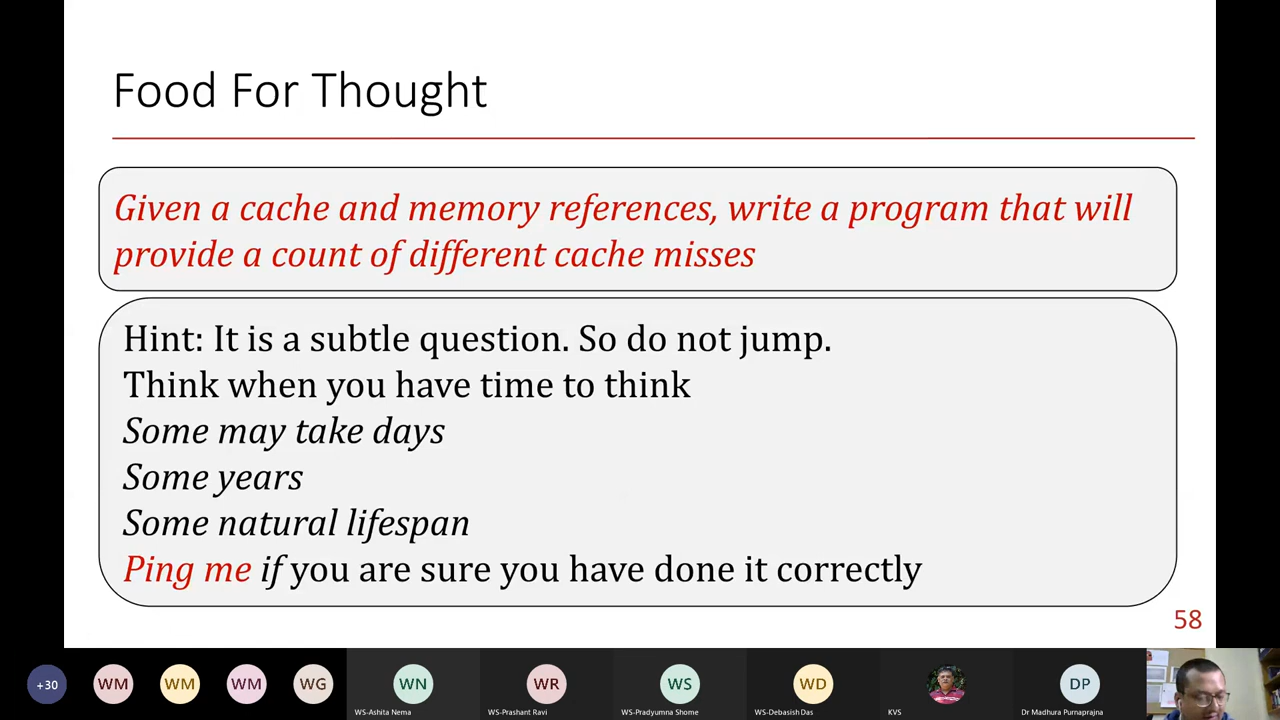 Food For Thought
Given a cache and memory references, write a program that will
provide a count of different cache misses
Hint: It is a subtle question. So do not jump.
Think when you have time to think
Some may take days
Some years
Some natural lifespan
Ping me if you are sure you have done it correctly
58
+30
WM
WM
WM
WG
WN
WR
WS
WD
DP
WS-Ashita Nema
WS-Prashant Ravi
WS-Pradyumna Shome
WS-Debasish Das
KVS
Dr Madhura Purnaprajna